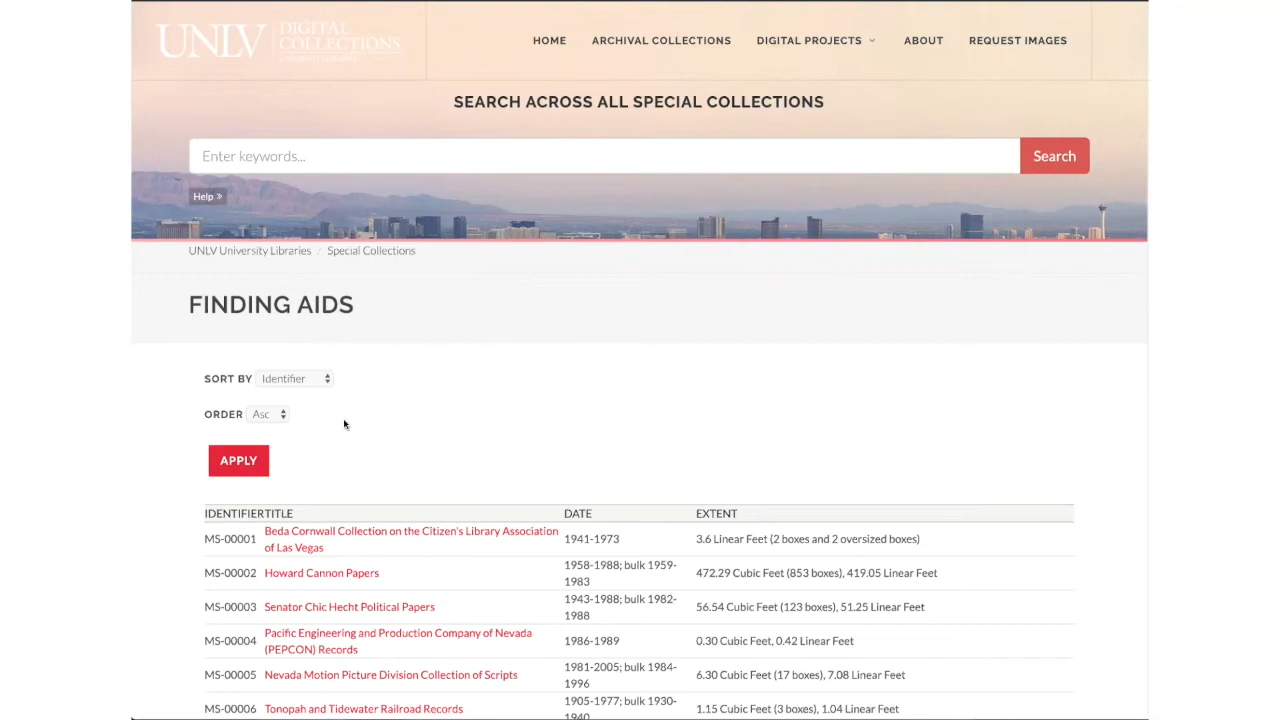 UNLV DIGITAL COLLECTIONS
HOME ARCHIVAL COLLECTIONS DIGITAL PROJECTS ABOUT REQUEST IMAGES
SEARCH ACROSS ALL SPECIAL COLLECTIONS
Enter keywords... Search
Help »
UNLV University Libraries / Special Collections
FINDING AIDS
SORT BY Identifier
ORDER Asc
APPLY
IDENTIFIER TITLE DATE EXTENT
MS-00001 Beda Cornwall Collection on the Citizen's Library Association of Las Vegas 1941-1973 3.6 Linear Feet (2 boxes and 2 oversized boxes)
MS-00002 Howard Cannon Papers 1958-1988; bulk 1959-1983 472.29 Cubic Feet (853 boxes), 419.05 Linear Feet
MS-00003 Senator Chic Hecht Political Papers 1943-1988; bulk 1982-1988 56.54 Cubic Feet (123 boxes), 51.25 Linear Feet
MS-00004 Pacific Engineering and Production Company of Nevada (PEPCON) Records 1986-1989 0.30 Cubic Feet, 0.42 Linear Feet
MS-00005 Nevada Motion Picture Division Collection of Scripts 1981-2005; bulk 1984-1996 6.30 Cubic Feet (17 boxes), 7.08 Linear Feet
MS-00006 Tonopah and Tidewater Railroad Records 1905-1977; bulk 1930-1940 1.15 Cubic Feet (3 boxes), 1.04 Linear Feet